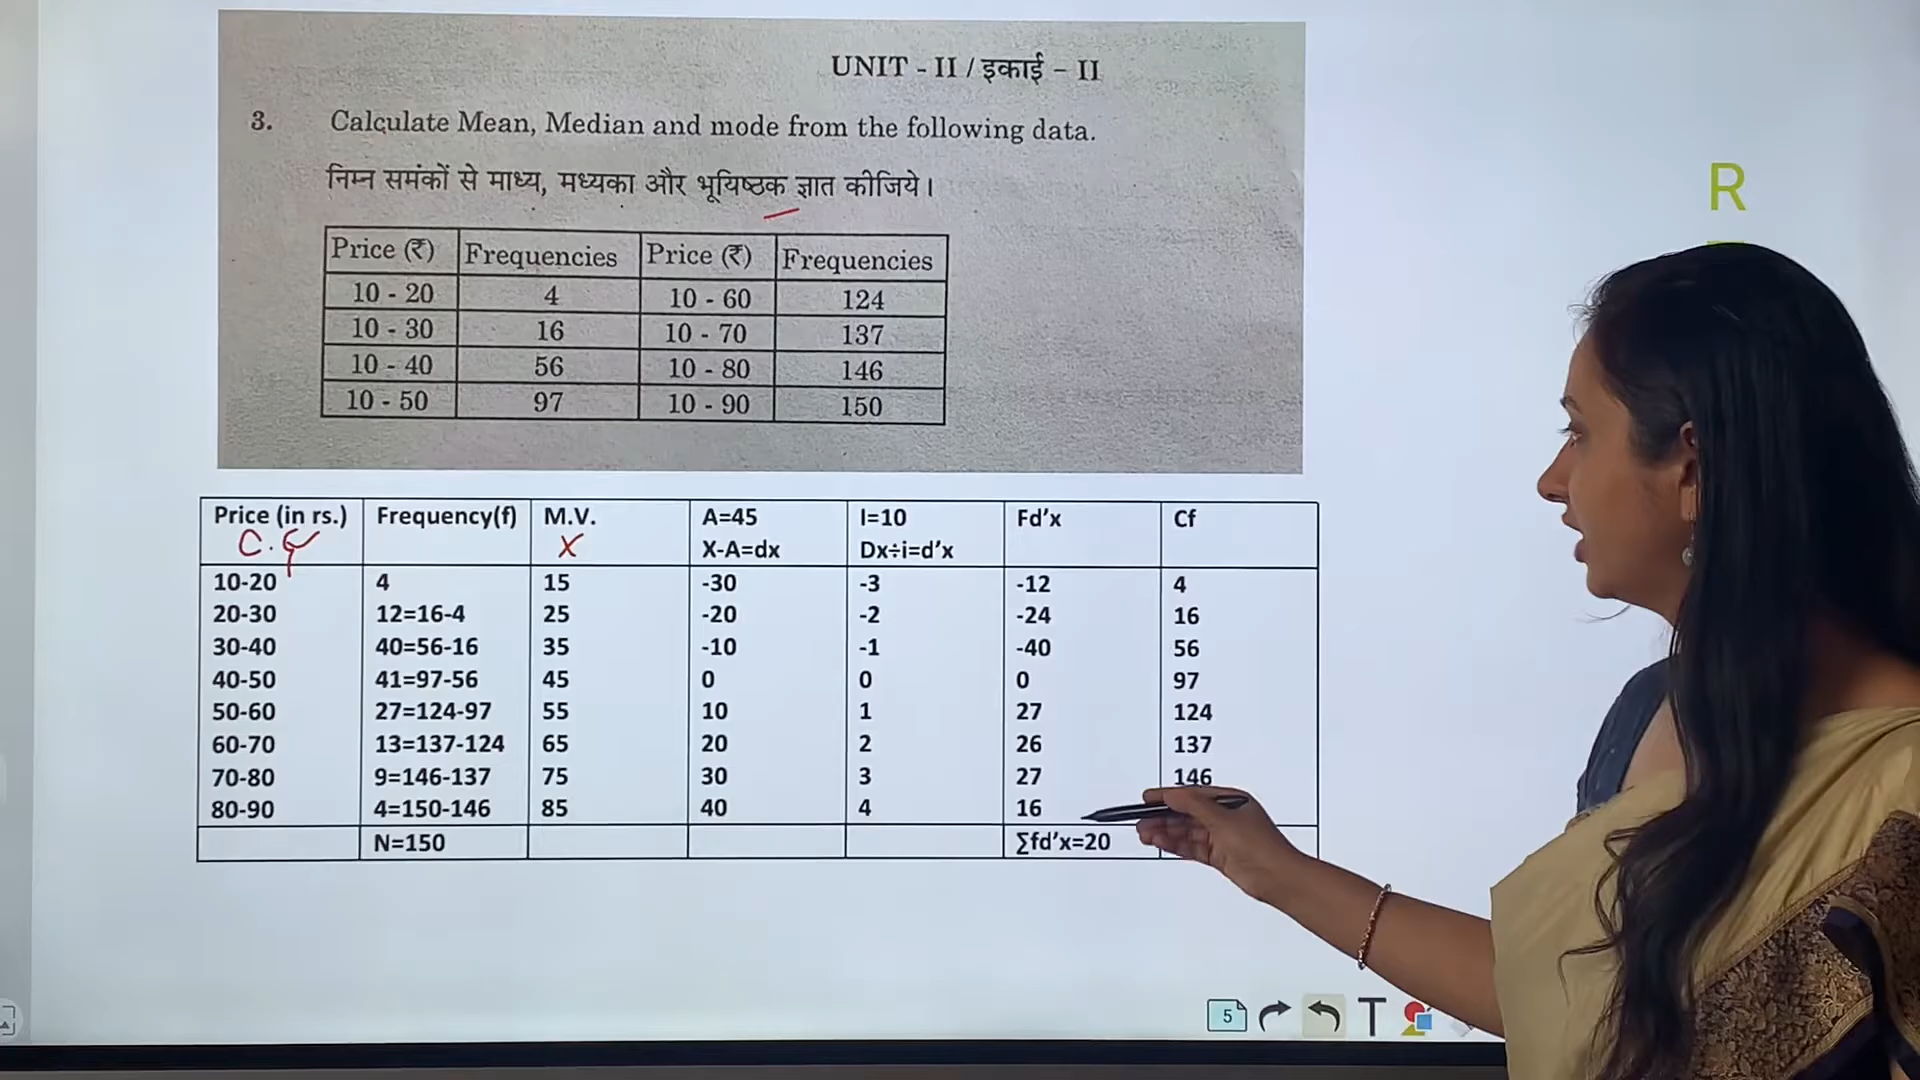 UNIT - II / इकाई – II
3. Calculate Mean, Median and mode from the following data.
निम्न समंकों से माध्य, मध्यका और भूयिष्ठक ज्ञात कीजिये।
Price (₹) Frequencies Price (₹) Frequencies
10 - 20 4 10 - 60 124
10 - 30 16 10 - 70 137
10 - 40 56 10 - 80 146
10 - 50 97 10 - 90 150
R
Price (in rs.) Frequency(f) M.V. A=45 I=10 Fd’x Cf
C. X X-A=dx Dx÷i=d’x
10-20 4 15 -30 -3 -12 4
20-30 12=16-4 25 -20 -2 -24 16
30-40 40=56-16 35 -10 -1 -40 56
40-50 41=97-56 45 0 0 0 97
50-60 27=124-97 55 10 1 27 124
60-70 13=137-124 65 20 2 26 137
70-80 9=146-137 75 30 3 27 146
80-90 4=150-146 85 40 4 16
N=150 ∑fd’x=20
5 T